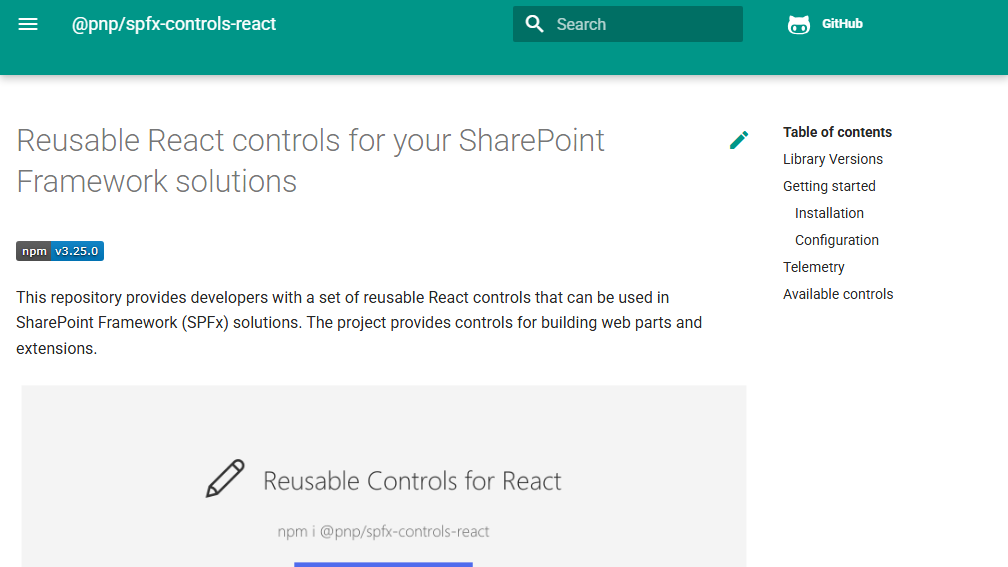 @pnp/spfx-controls-react
Search
GitHub
Reusable React controls for your SharePoint
Framework solutions
npm v3.25.0
This repository provides developers with a set of reusable React controls that can be used in
SharePoint Framework (SPFx) solutions. The project provides controls for building web parts and
extensions.
Reusable Controls for React
npm i @pnp/spfx-controls-react
Table of contents
Library Versions
Getting started
Installation
Configuration
Telemetry
Available controls